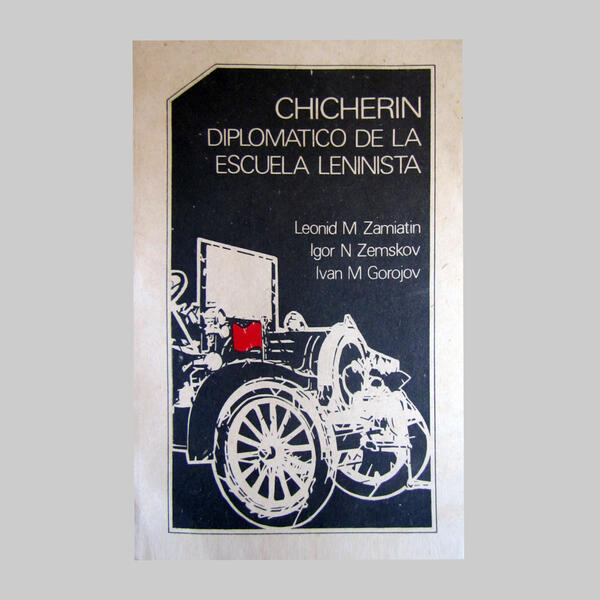 CHICHERIN
DIPLOMATICO DE LA
ESCUELA LENINISTA
Leonid M Zamiatin
Igor N Zemskov
Ivan M Gorojov